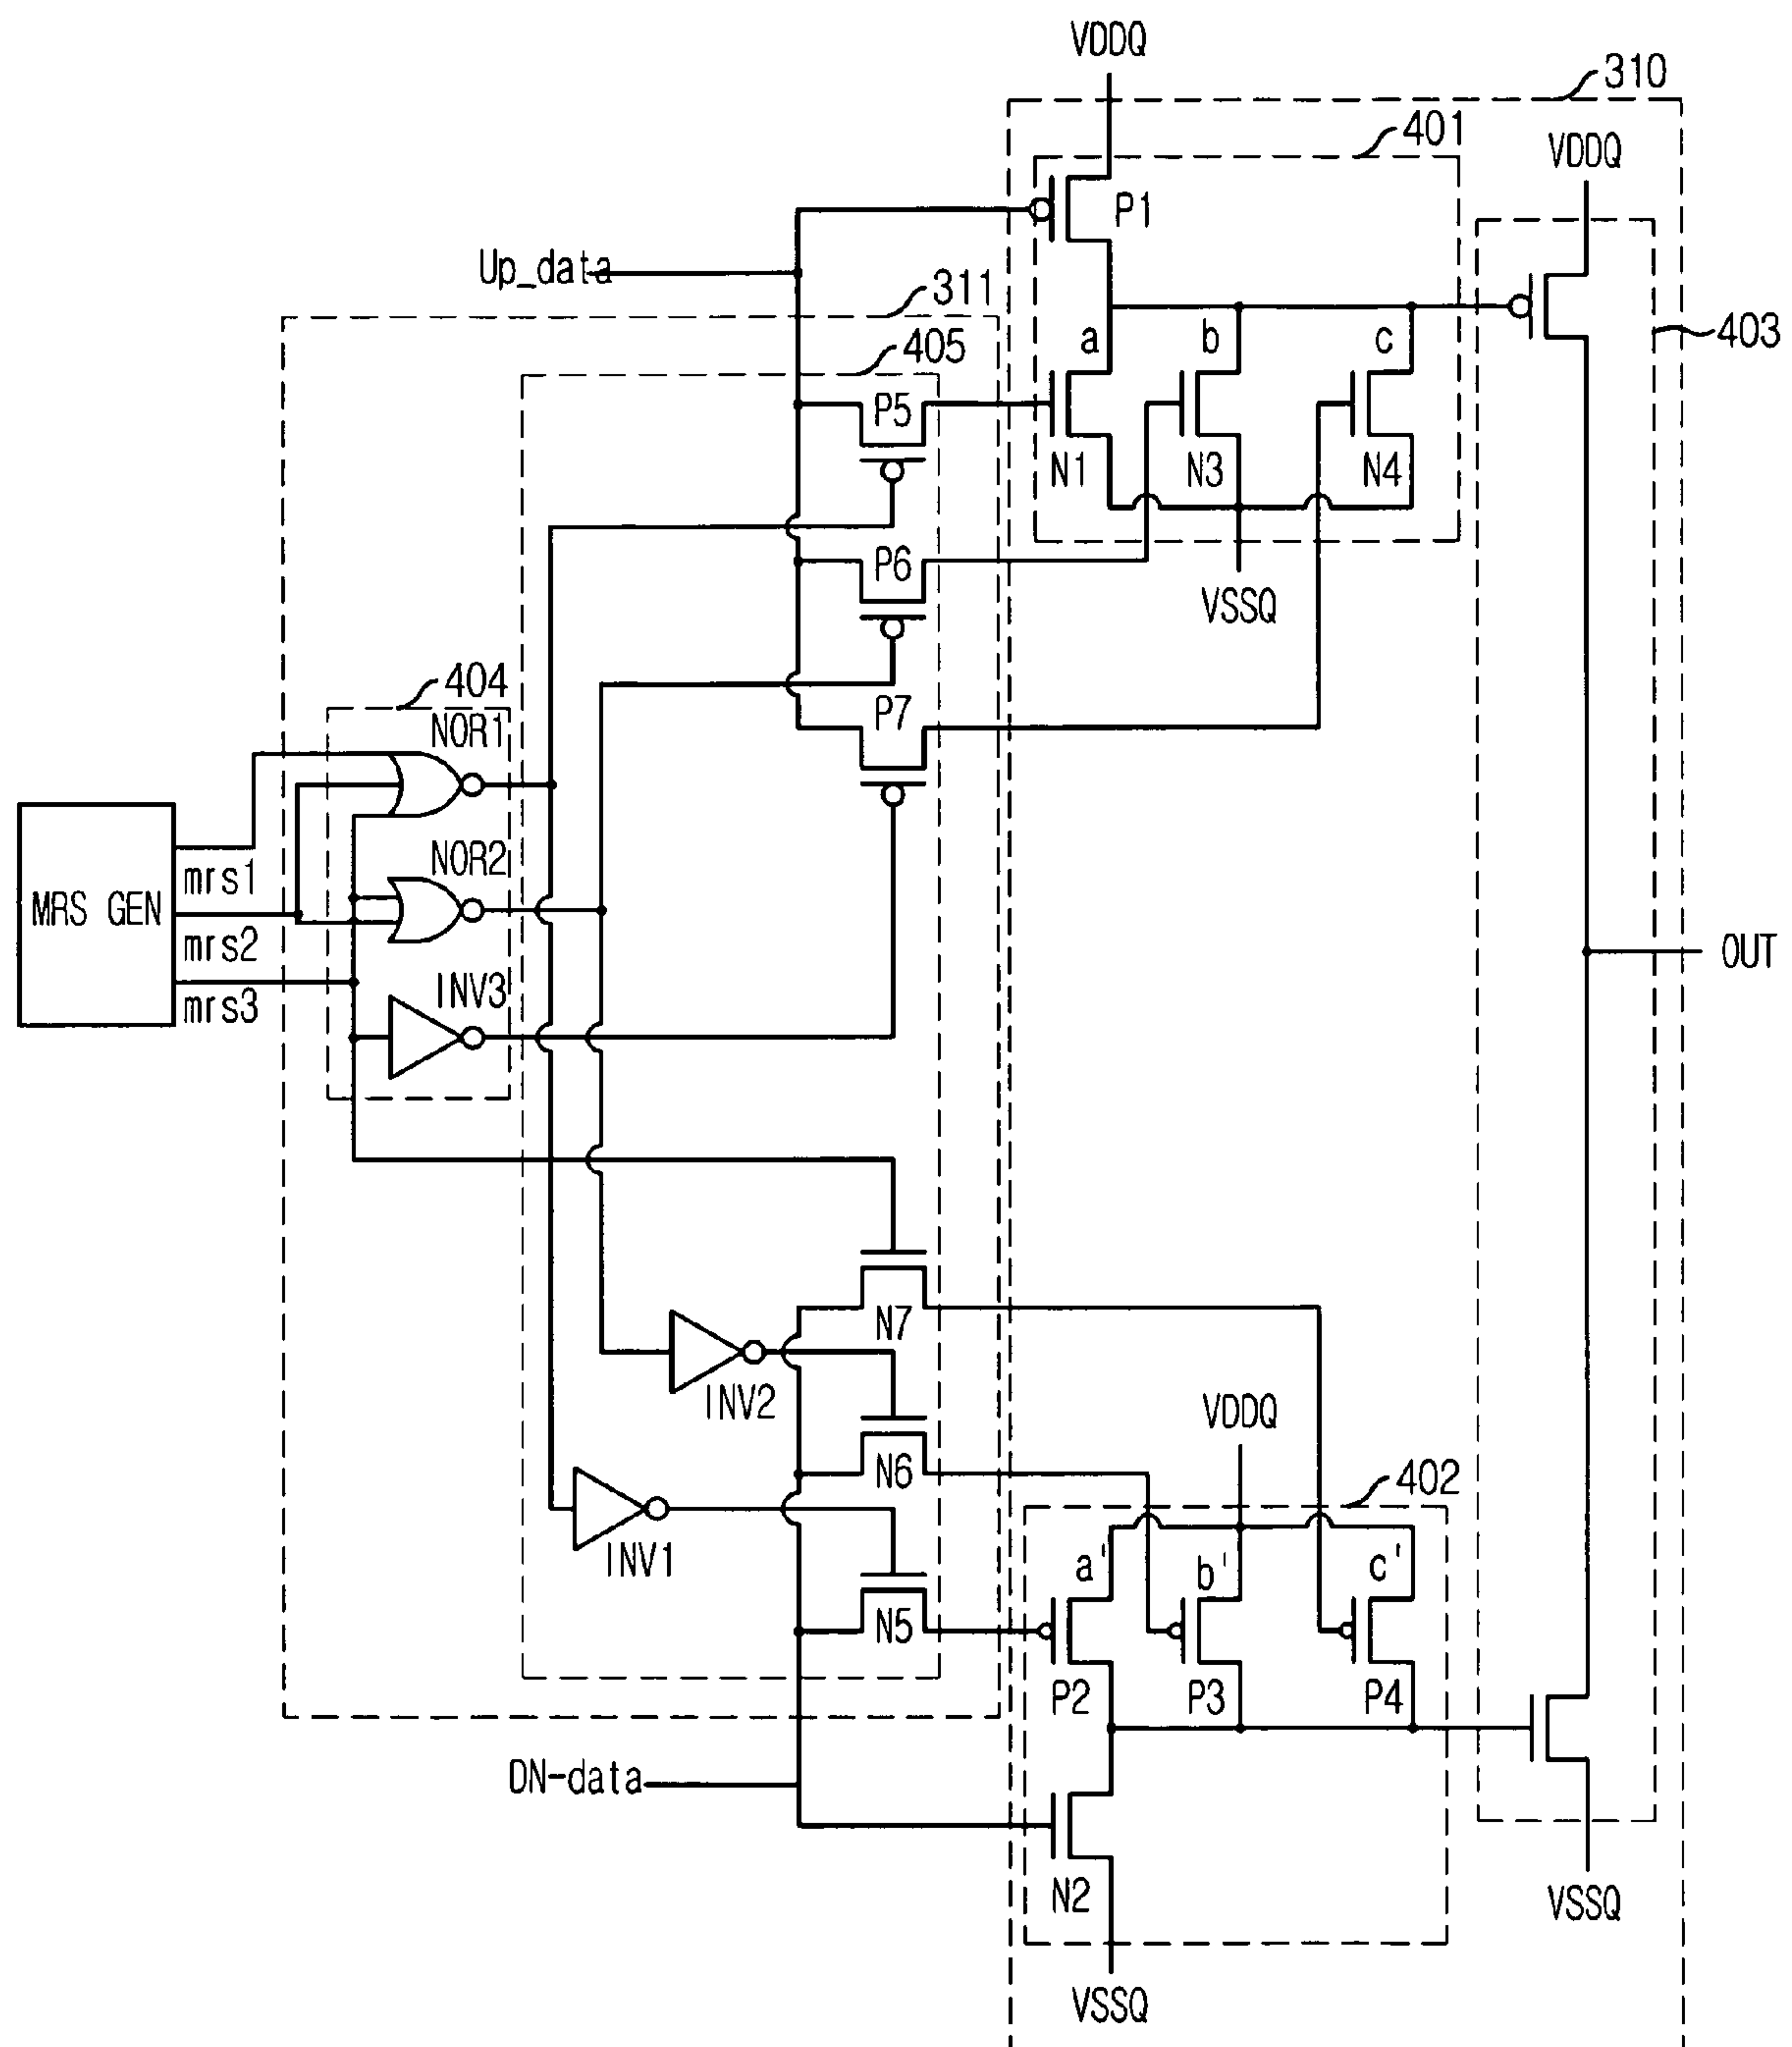 VDDQ
310
401
VDDQ
P1
Up_data
311
403
a
b
c
405
P5
N1
N3
N4
P6
VSSQ
404
P7
NOR1
NOR2
mrs1
MRS GEN
mrs2
OUT
INV3
mrs3
N7
INV2
VDDQ
N6
402
INV1
a'
b'
c'
N5
P2
P3
P4
DN-data
N2
VSSQ
VSSQ